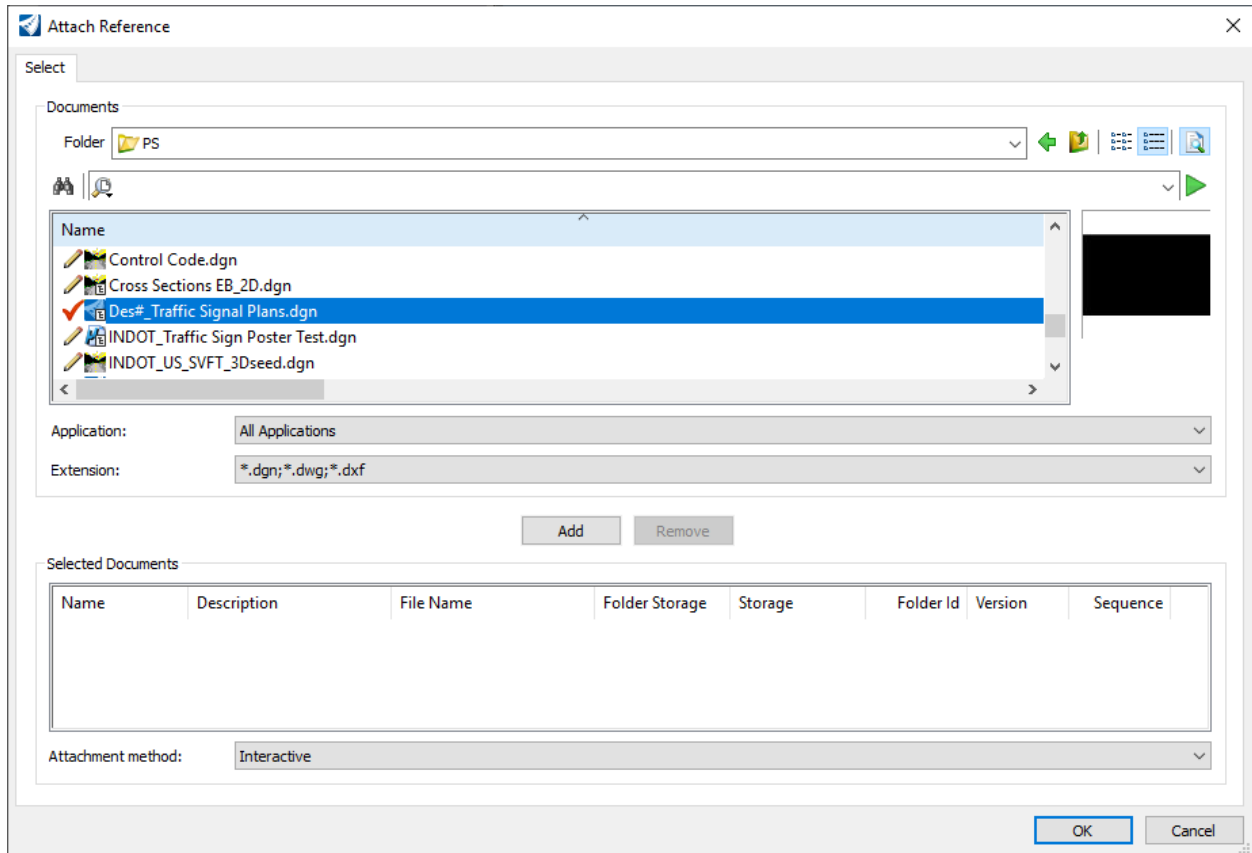 Attach Reference
Select
Documents
Folder PS
Name
Control Code.dgn
Cross Sections EB_2D.dgn
Des#_Traffic Signal Plans.dgn
INDOT_Traffic Sign Poster Test.dgn
INDOT_US_SVFT_3Dseed.dgn
Application: All Applications
Extension: *.dgn;*.dwg;*.dxf
Add Remove
Selected Documents
Name Description File Name Folder Storage Storage Folder Id Version Sequence
Attachment method: Interactive
OK Cancel